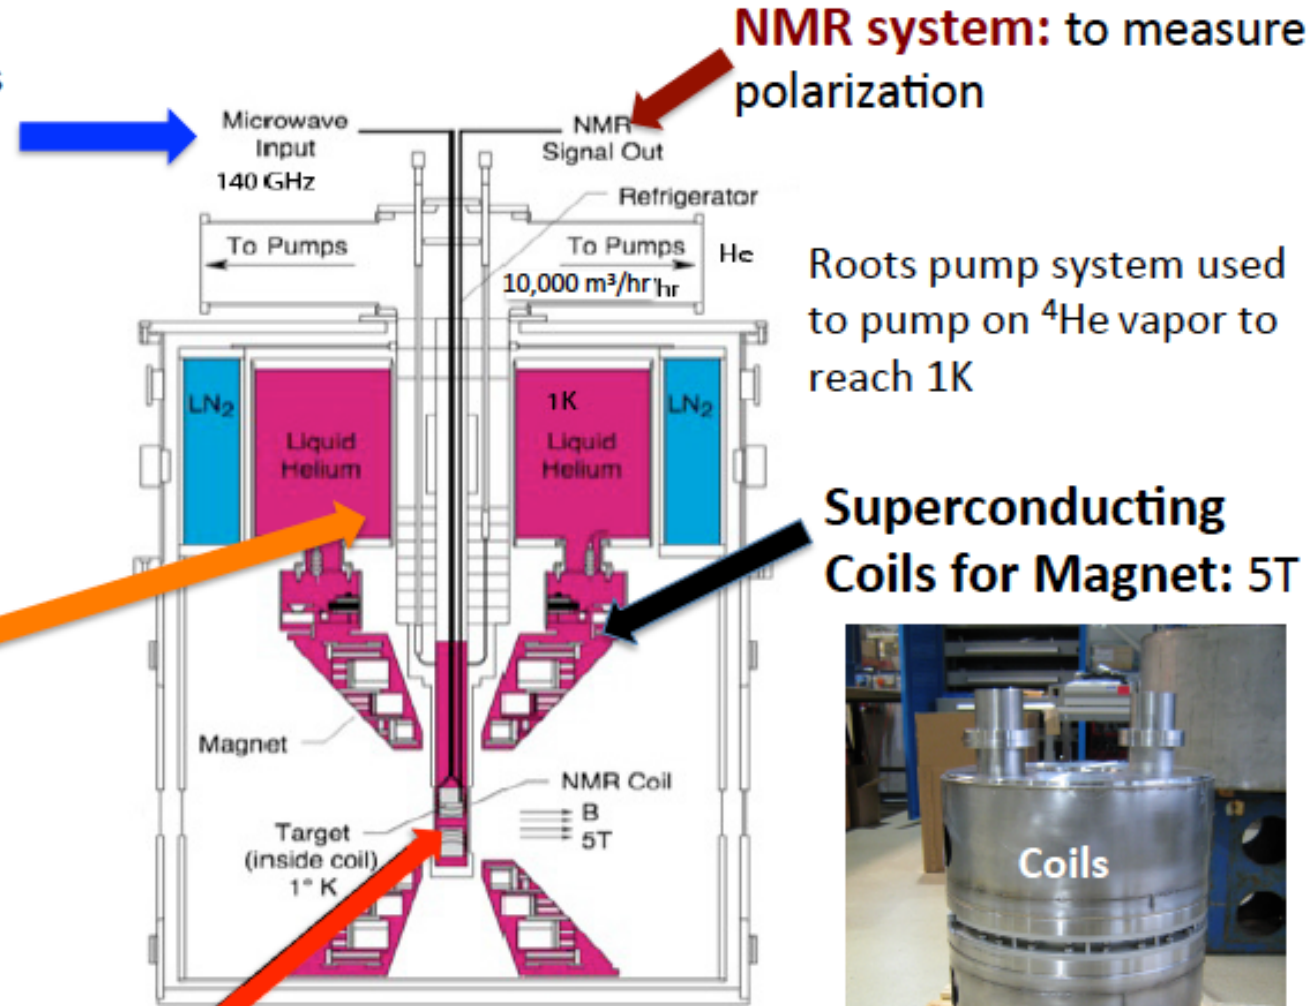 NMR system: to measure
polarization
Microwave
Input
140 GHz
NMR
Signal Out
Refrigerator
To Pumps
To Pumps
He
10,000 m³/hr hr
Roots pump system used
to pump on ⁴He vapor to
reach 1K
LN₂
Liquid
Helium
1K
Liquid
Helium
LN₂
Superconducting
Coils for Magnet: 5T
Magnet
NMR Coil
B
5T
Target
(inside coil)
1° K
Coils